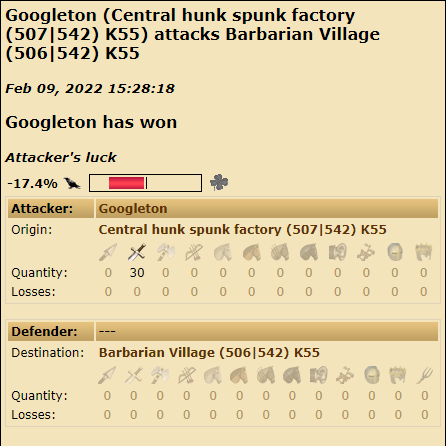 Googleton (Central hunk spunk factory
(507|542) K55) attacks Barbarian Village
(506|542) K55
Feb 09, 2022 15:28:18
Googleton has won
Attacker's luck
-17.4%
Attacker: Googleton
Origin: Central hunk spunk factory (507|542) K55
Quantity: 0 30 0 0 0 0 0 0 0 0 0 0
Losses: 0 0 0 0 0 0 0 0 0 0 0 0
Defender: ---
Destination: Barbarian Village (506|542) K55
Quantity: 0 0 0 0 0 0 0 0 0 0 0 0 0
Losses: 0 0 0 0 0 0 0 0 0 0 0 0 0